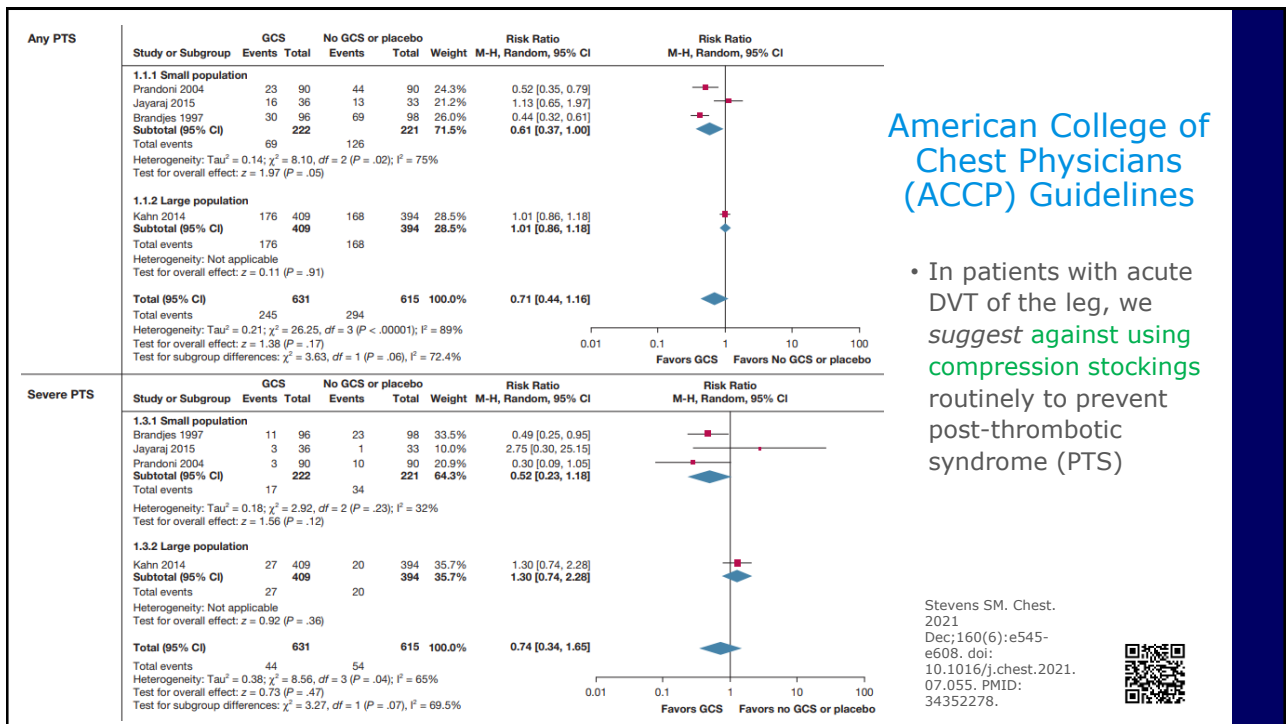 Any PTS
GCS No GCS or placebo Risk Ratio Risk Ratio
Study or Subgroup Events Total Events Total Weight M-H, Random, 95% CI M-H, Random, 95% CI
1.1.1 Small population
Prandoni 2004 23 90 44 90 24.3% 0.52 [0.35, 0.79]
Jayaraj 2015 16 36 13 33 21.2% 1.13 [0.65, 1.97]
Brandjes 1997 30 96 69 98 26.0% 0.44 [0.32, 0.61]
Subtotal (95% CI) 222 221 71.5% 0.61 [0.37, 1.00]
Total events 69 126
Heterogeneity: Tau² = 0.14; χ² = 8.10, df = 2 (P = .02); I² = 75%
Test for overall effect: z = 1.97 (P = .05)
1.1.2 Large population
Kahn 2014 176 409 168 394 28.5% 1.01 [0.86, 1.18]
Subtotal (95% CI) 409 394 28.5% 1.01 [0.86, 1.18]
Total events 176 168
Heterogeneity: Not applicable
Test for overall effect: z = 0.11 (P = .91)
Total (95% CI) 631 615 100.0% 0.71 [0.44, 1.16]
Total events 245 294
Heterogeneity: Tau² = 0.21; χ² = 26.25, df = 3 (P < .00001); I² = 89%
Test for overall effect: z = 1.38 (P = .17)
Test for subgroup differences: χ² = 3.63, df = 1 (P = .06), I² = 72.4%
0.01 0.1 1 10 100
Favors GCS Favors No GCS or placebo
Severe PTS
GCS No GCS or placebo Risk Ratio Risk Ratio
Study or Subgroup Events Total Events Total Weight M-H, Random, 95% CI M-H, Random, 95% CI
1.3.1 Small population
Brandjes 1997 11 96 23 98 33.5% 0.49 [0.25, 0.95]
Jayaraj 2015 3 36 1 33 10.0% 2.75 [0.30, 25.15]
Prandoni 2004 3 90 10 90 20.9% 0.30 [0.09, 1.05]
Subtotal (95% CI) 222 221 64.3% 0.52 [0.23, 1.18]
Total events 17 34
Heterogeneity: Tau² = 0.18; χ² = 2.92, df = 2 (P = .23); I² = 32%
Test for overall effect: z = 1.56 (P = .12)
1.3.2 Large population
Kahn 2014 27 409 20 394 35.7% 1.30 [0.74, 2.28]
Subtotal (95% CI) 409 394 35.7% 1.30 [0.74, 2.28]
Total events 27 20
Heterogeneity: Not applicable
Test for overall effect: z = 0.92 (P = .36)
Total (95% CI) 631 615 100.0% 0.74 [0.34, 1.65]
Total events 44 54
Heterogeneity: Tau² = 0.38; χ² = 8.56, df = 3 (P = .04); I² = 65%
Test for overall effect: z = 0.73 (P = .47)
Test for subgroup differences: χ² = 3.27, df = 1 (P = .07), I² = 69.5%
0.01 0.1 1 10 100
Favors GCS Favors no GCS or placebo
American College of
Chest Physicians
(ACCP) Guidelines
• In patients with acute
DVT of the leg, we
suggest against using
compression stockings
routinely to prevent
post-thrombotic
syndrome (PTS)
Stevens SM. Chest.
2021
Dec;160(6):e545-
e608. doi:
10.1016/j.chest.2021.
07.055. PMID:
34352278.